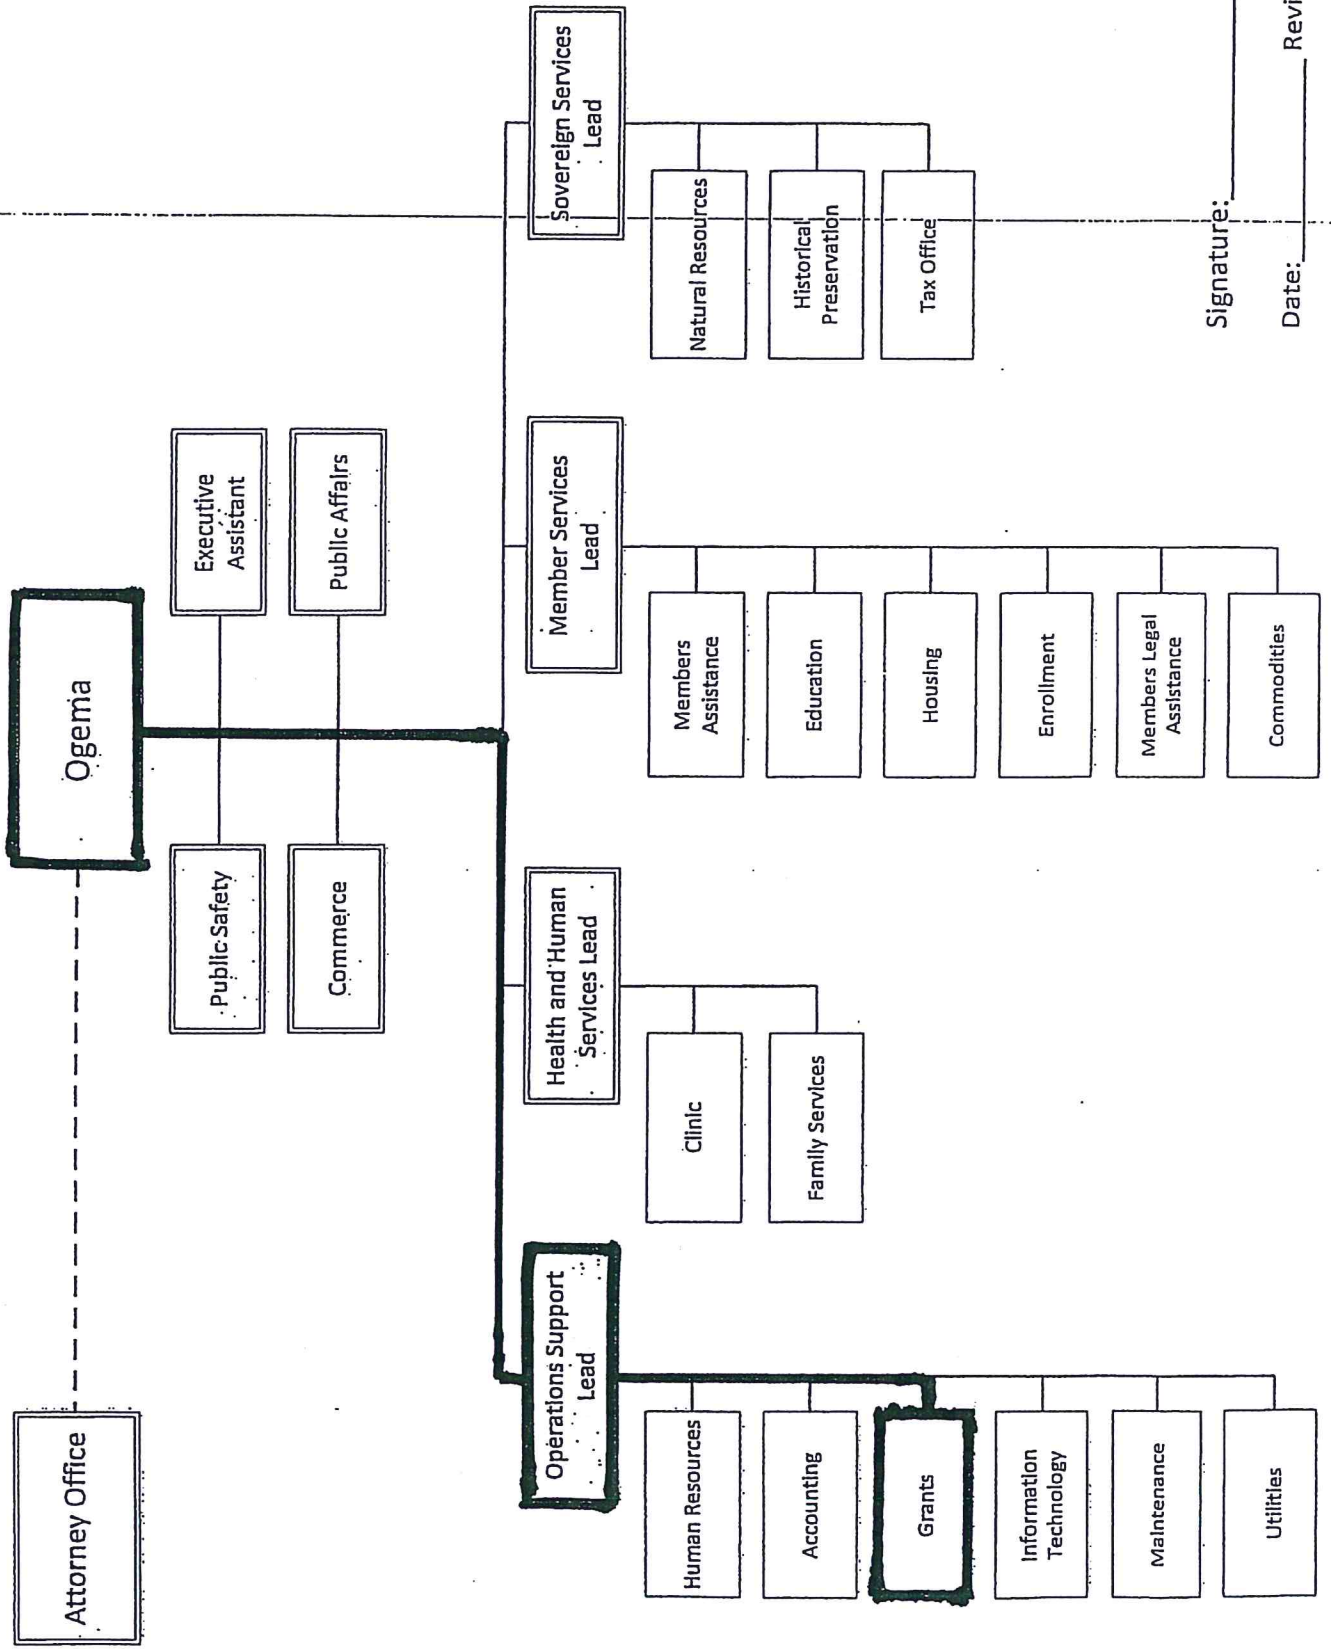 Attorney Office
Ogema
Public Safety
Executive
Assistant
Commerce
Public Affairs
Operations Support
Lead
Health and Human
Services Lead
Member Services
Lead
Sovereign Services
Lead
Human Resources
Accounting
Grants
Information
Technology
Maintenance
Utilities
Clinic
Family Services
Members
Assistance
Education
Housing
Enrollment
Members Legal
Assistance
Commodities
Natural Resources
Historical
Preservation
Tax Office
Signature:
Date: Revi